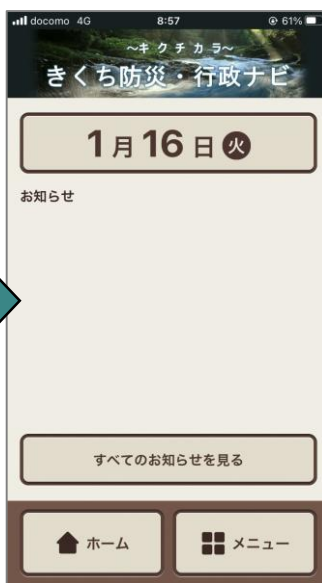 docomo 4G 8:57 61%
~キクチカラ~
きくち防災・行政ナビ
1月16日 火
お知らせ
すべてのお知らせを見る
ホーム メニュー